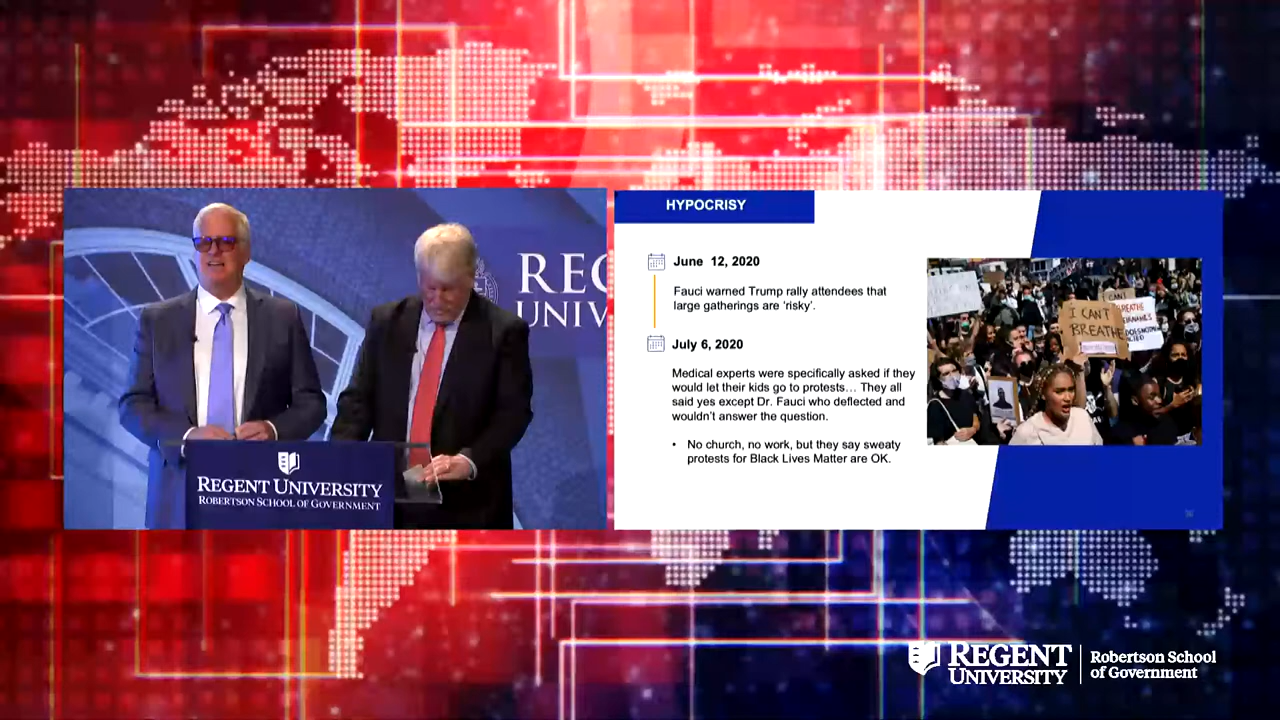 REG
UNIV
REGENT UNIVERSITY
ROBERTSON SCHOOL OF GOVERNMENT
HYPOCRISY
June 12, 2020
Fauci warned Trump rally attendees that
large gatherings are 'risky'.
July 6, 2020
Medical experts were specifically asked if they
would let their kids go to protests… They all
said yes except Dr. Fauci who deflected and
wouldn't answer the question.
• No church, no work, but they say sweaty
protests for Black Lives Matter are OK.
I CAN'T
BREATHE
REGENT
UNIVERSITY
Robertson School
of Government